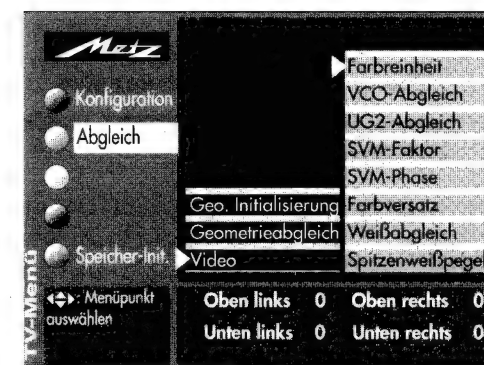 Metz
Konfiguration
Abgleich
Speicher-Init.
TV-Menü
: Menüpunkt
auswählen
Geo. Initialisierung
Geometrieabgleich
Video
Farbreinheit
VCO-Abgleich
UG2-Abgleich
SVM-Faktor
SVM-Phase
Farbversatz
Weißabgleich
Spitzenweißpegel
Oben links 0 Oben rechts 0
Unten links 0 Unten rechts 0